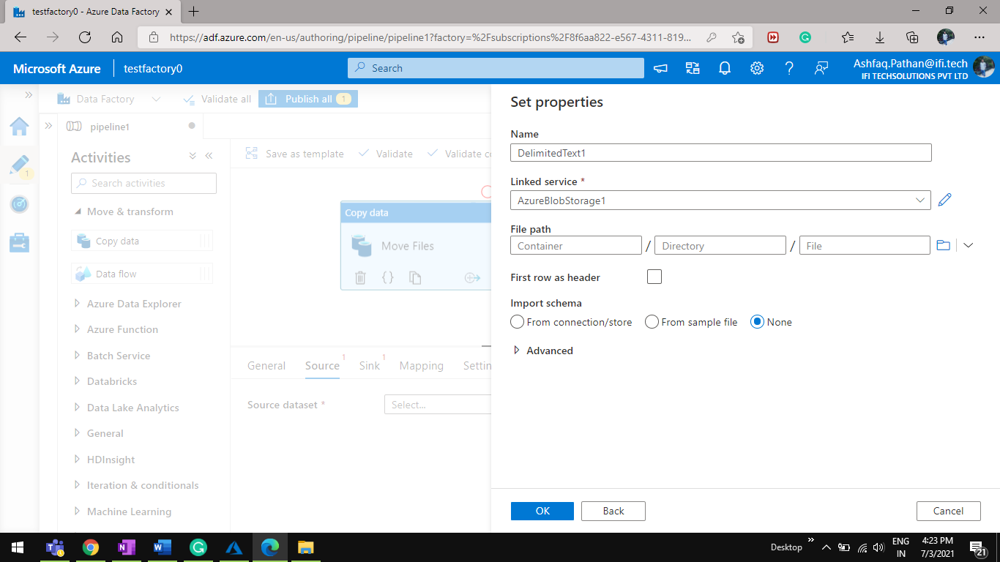 testfactory0 - Azure Data Factory
https://adf.azure.com/en-us/authoring/pipeline/pipeline1?factory=%2Fsubscriptions%2F8f6aa822-e567-4311-819...
Microsoft Azure
testfactory0
Search
Ashfaq.Pathan@ifi.tech
IFI TECHSOLUTIONS PVT LTD
Data Factory
Validate all
Publish all
1
pipeline1
1
Activities
Search activities
Move & transform
Copy data
Data flow
Azure Data Explorer
Azure Function
Batch Service
Databricks
Data Lake Analytics
General
HDInsight
Iteration & conditionals
Machine Learning
Save as template
Validate
Validate co
Copy data
Move Files
General
Source
1
Sink
1
Mapping
Settin
Source dataset *
Select...
Set properties
Name
DelimitedText1
Linked service *
AzureBlobStorage1
File path
Container / Directory / File
First row as header
Import schema
From connection/store
From sample file
None
Advanced
OK
Back
Cancel
Desktop
ENG
IN
4:23 PM
7/3/2021
21